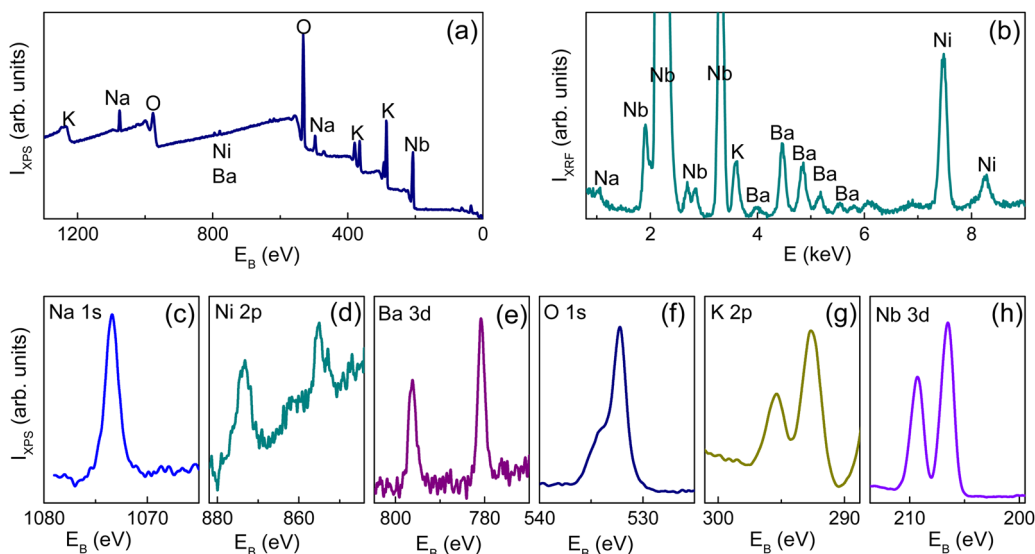 (a)
I_XPS (arb. units)
K
Na
O
Ni
Ba
O
Na
K
K
Nb
1200
800
400
0
E_B (eV)
(b)
I_XRF (arb. units)
Na
Nb
Nb
Nb
Nb
K
Ba
Ba
Ba
Ba
Ba
Ni
Ni
2
4
6
8
E (keV)
Na 1s
(c)
I_XPS (arb. units)
1080
1070
E_B (eV)
Ni 2p
(d)
880
860
E_B (eV)
Ba 3d
(e)
800
780
E_B (eV)
O 1s
(f)
540
530
E_B (eV)
K 2p
(g)
300
290
E_B (eV)
Nb 3d
(h)
210
200
E_B (eV)